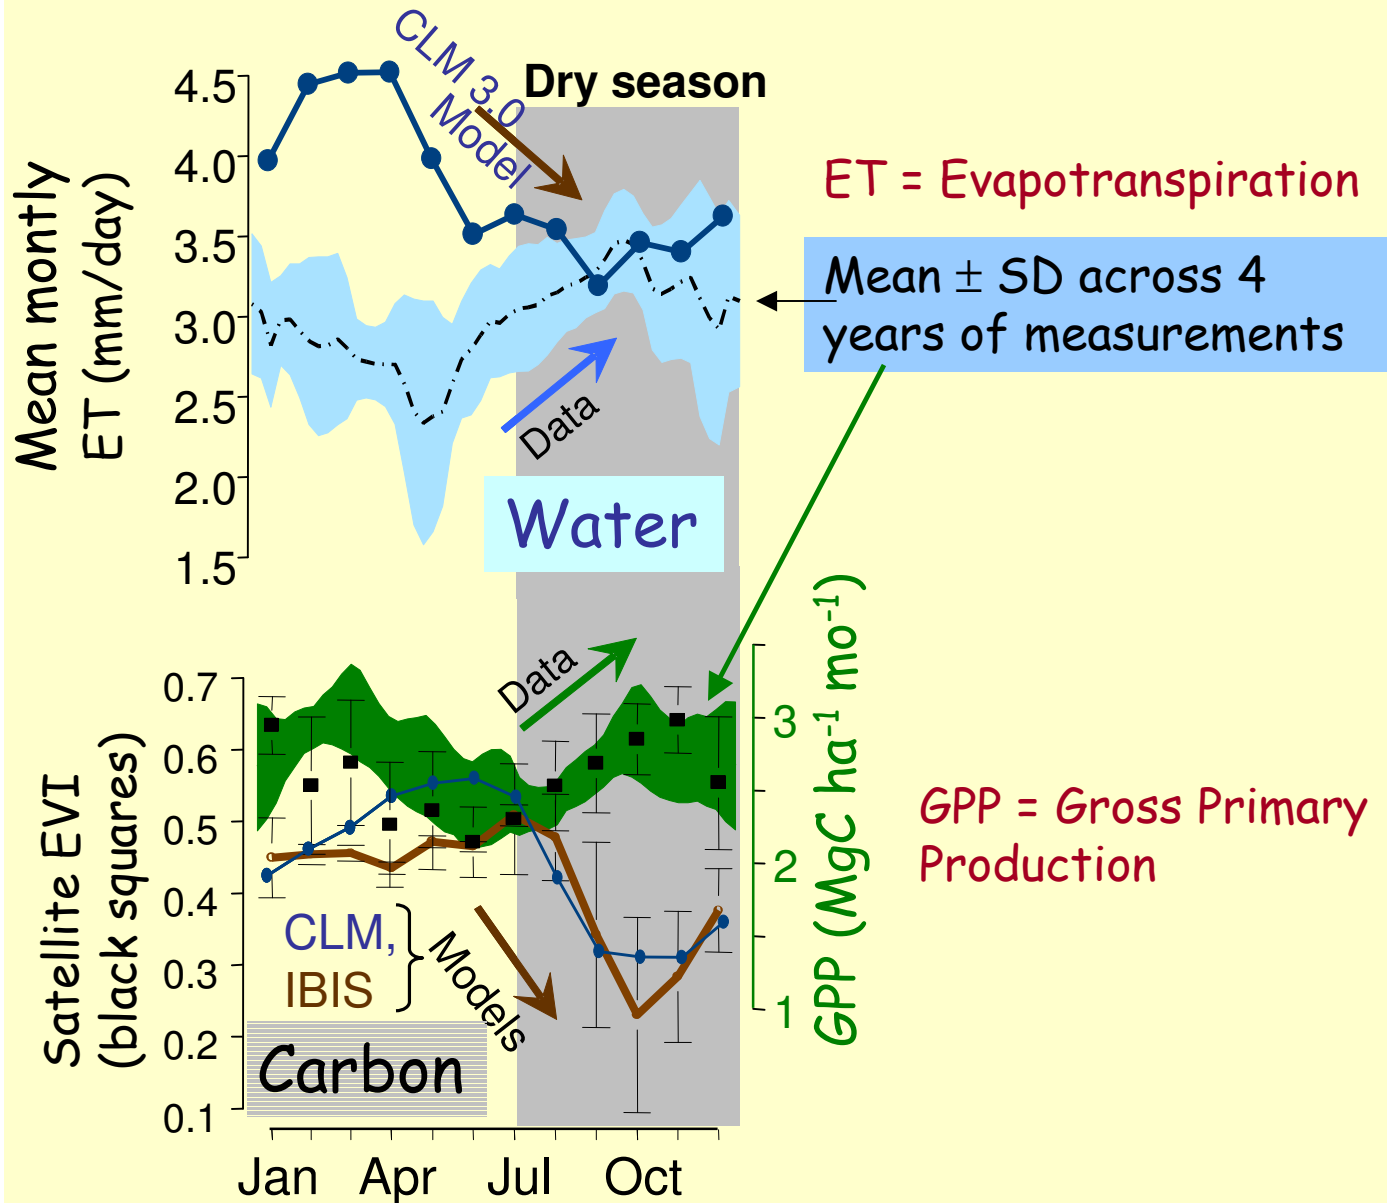 CLM 3.0
Model
Dry season
4.5
4.0
3.5
3.0
2.5
2.0
1.5
Mean montly
ET (mm/day)
Data
Water
ET = Evapotranspiration
Mean ± SD across 4
years of measurements
0.7
0.6
0.5
0.4
0.3
0.2
0.1
Satellite EVI
(black squares)
Data
CLM,
IBIS
Models
Carbon
3
2
1
GPP (MgC ha⁻¹ mo⁻¹)
GPP = Gross Primary
Production
Jan Apr Jul Oct